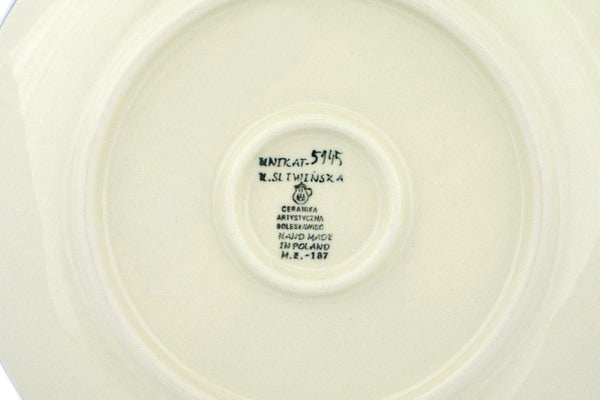 UNIKAT-5145
U.SLIWIŃSKA
CERAMIKA
ARTYSTYCZNA
BOLESŁAWIEC
HAND MADE
IN POLAND
M.Z.-187